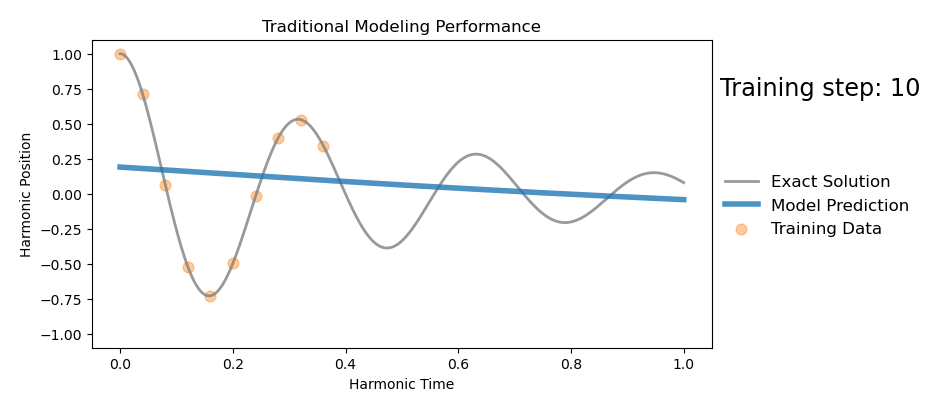 Traditional Modeling Performance
1.00
0.75
0.50
0.25
0.00
−0.25
−0.50
−0.75
−1.00
Harmonic Position
0.0
0.2
0.4
0.6
0.8
1.0
Harmonic Time
Training step: 10
Exact Solution
Model Prediction
Training Data